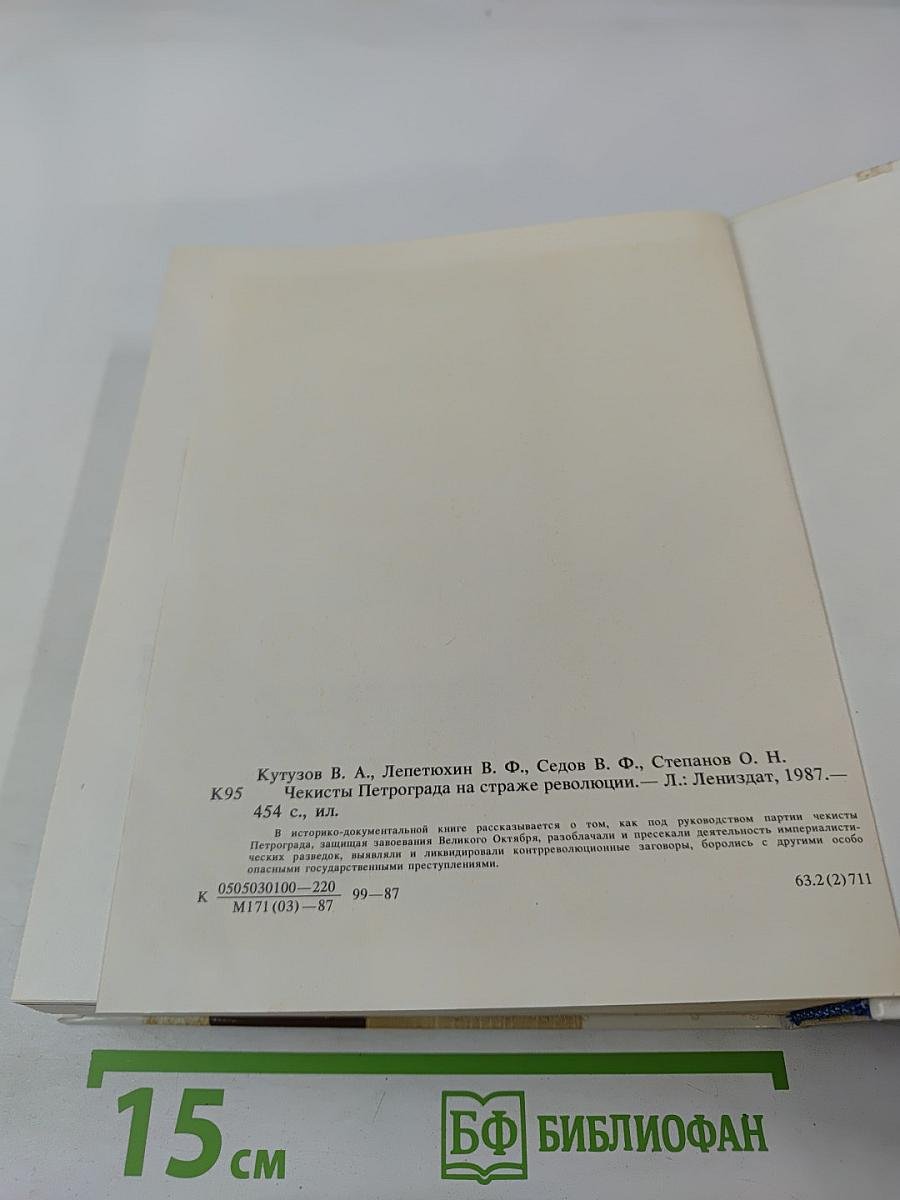 Кутузов В. А., Лепетюхин В. Ф., Седов В. Ф., Степанов О. Н.
К95 Чекисты Петрограда на страже революции.— Л.: Лениздат, 1987.—
454 с., ил.
В историко-документальной книге рассказывается о том, как под руководством партии чекисты
Петрограда, защищая завоевания Великого Октября, разоблачали и пресекали деятельность империалисти-
ческих разведок, выявляли и ликвидировали контрреволюционные заговоры, боролись с другими особо
опасными государственными преступлениями.
К 0505030100—220 99—87
М171(03)—87
63.2(2)711
15 см
БФ БИБЛИОФАН